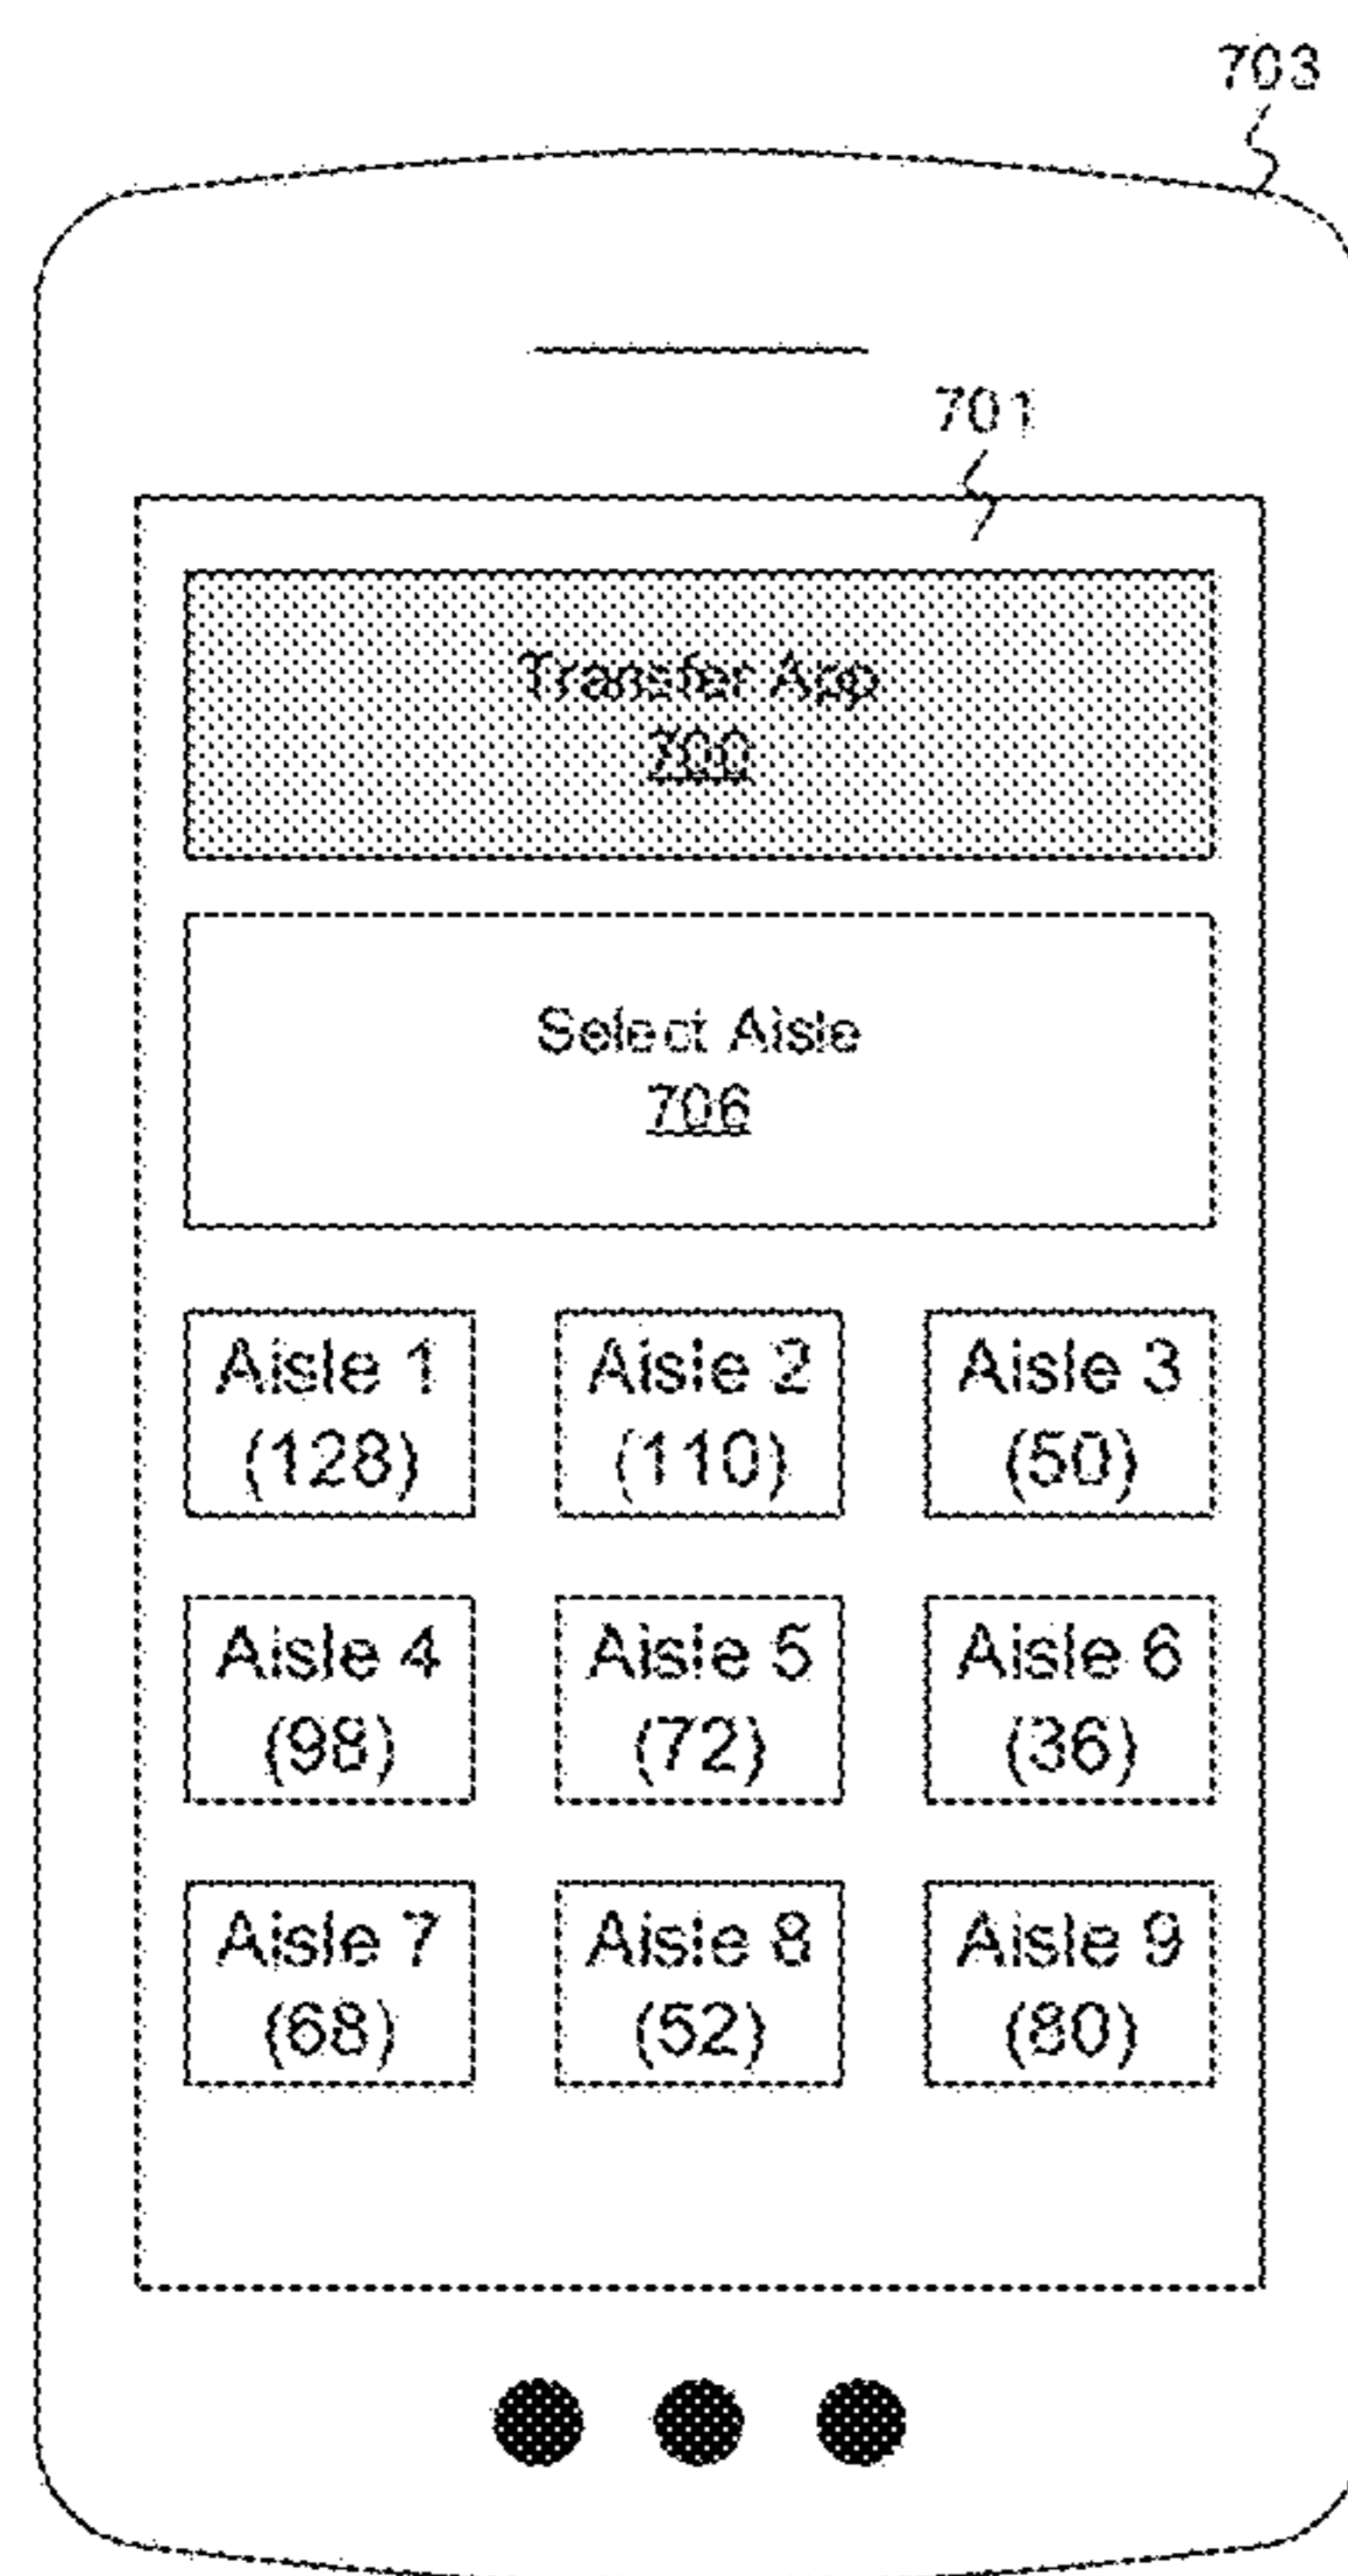 703
701
Transfer App
700
Select Aisle
706
Aisle 1 Aisle 2 Aisle 3
(128) (110) (50)
Aisle 4 Aisle 5 Aisle 6
(98) (72) (36)
Aisle 7 Aisle 8 Aisle 9
(68) (52) (80)